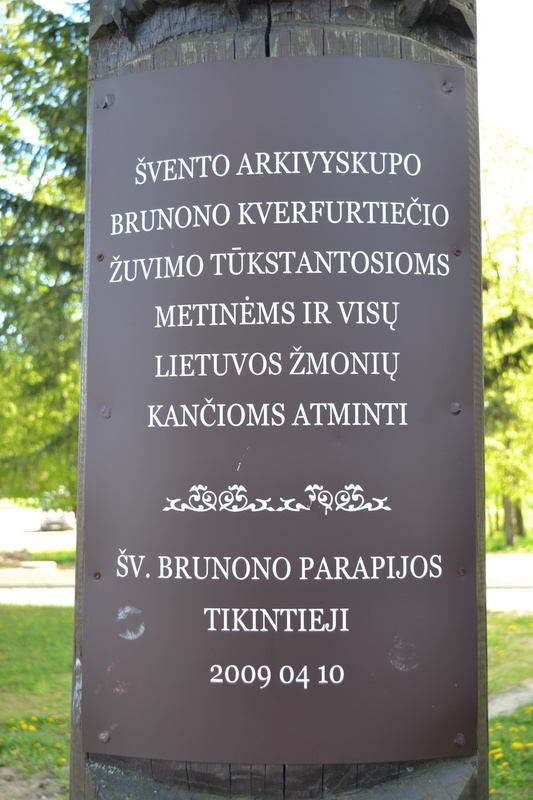 ŠVENTO ARKIVYSKUPO
BRUNONO KVERFURTIEČIO
ŽUVIMO TŪKSTANTOSIOMS
METINĖMS IR VISŲ
LIETUVOS ŽMONIŲ
KANČIOMS ATMINTI
ŠV. BRUNONO PARAPIJOS
TIKINTIEJI
2009 04 10